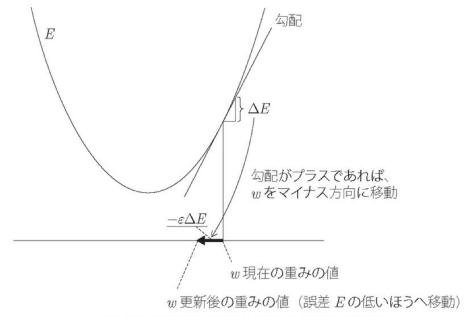 勾配
E
ΔE
勾配がプラスであれば、
wをマイナス方向に移動
−εΔE
w 現在の重みの値
w 更新後の重みの値（誤差 E の低いほうへ移動）